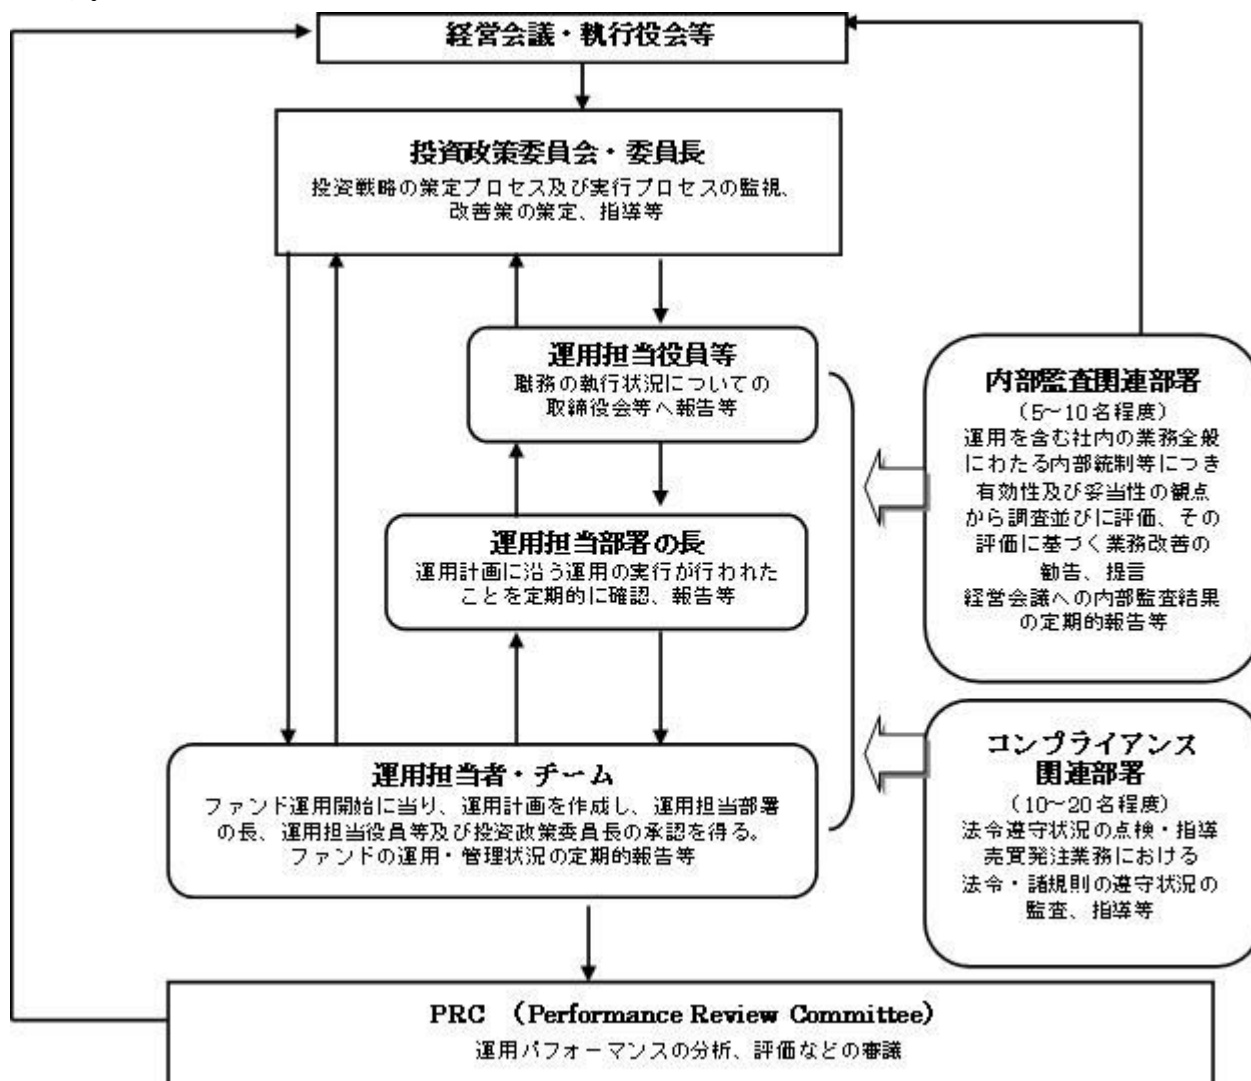 経営会議・執行役会等
投資政策委員会・委員長
投資戦略の策定プロセス及び実行プロセスの監視、
改善策の策定、指導等
運用担当役員等
職務の執行状況についての
取締役会等へ報告等
運用担当部署の長
運用計画に沿う運用の実行が行われた
ことを定期的に確認、報告等
運用担当者・チーム
ファンド運用開始に当り、運用計画を作成し、運用担当部署
の長、運用担当役員等及び投資政策委員長の承認を得る。
ファンドの運用・管理状況の定期的報告等
内部監査関連部署
(5~10名程度)
運用を含む社内の業務全般
にわたる内部統制等につき
有効性及び妥当性の観点
から調査並びに評価、その
評価に基づく業務改善の
勧告、提言
経営会議への内部監査結果
の定期的報告等
コンプライアンス
関連部署
(10~20名程度)
法令遵守状況の点検・指導
売買発注業務における
法令・諸規則の遵守状況の
監査、指導等
PRC (Performance Review Committee)
運用パフォーマンスの分析、評価などの審議